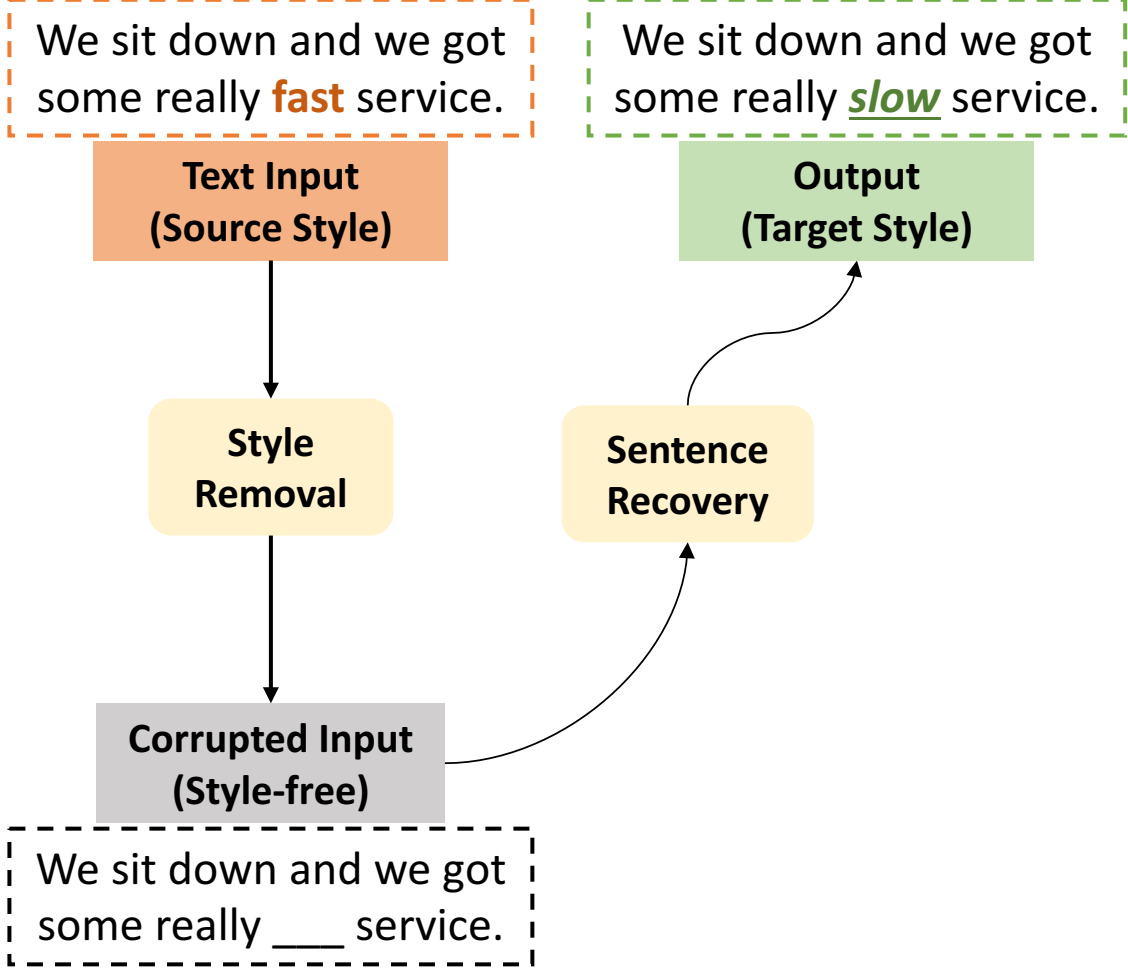 We sit down and we got
some really fast service.
Text Input
(Source Style)
Style
Removal
Corrupted Input
(Style-free)
We sit down and we got
some really ___ service.
Sentence
Recovery
We sit down and we got
some really slow service.
Output
(Target Style)